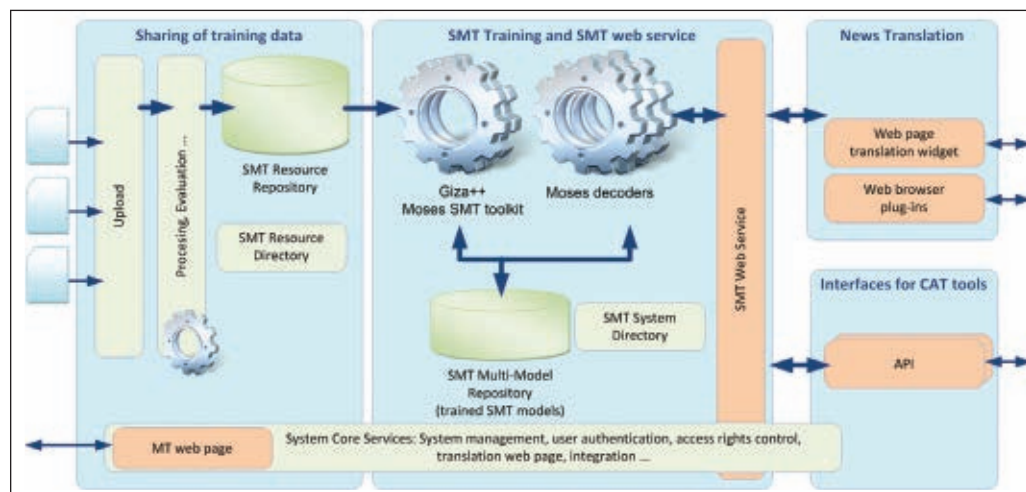 Sharing of training data
Upload
Procesing, Evaluation ...
SMT Resource
Repository
SMT Resource
Directory
SMT Training and SMT web service
Giza++
Moses SMT toolkit
Moses decoders
SMT Multi-Model
Repository
(trained SMT models)
SMT System
Directory
SMT Web Service
News Translation
Web page
translation widget
Web browser
plug-ins
Interfaces for CAT tools
API
MT web page
System Core Services: System management, user authentication, access rights control,
translation web page, integration ...